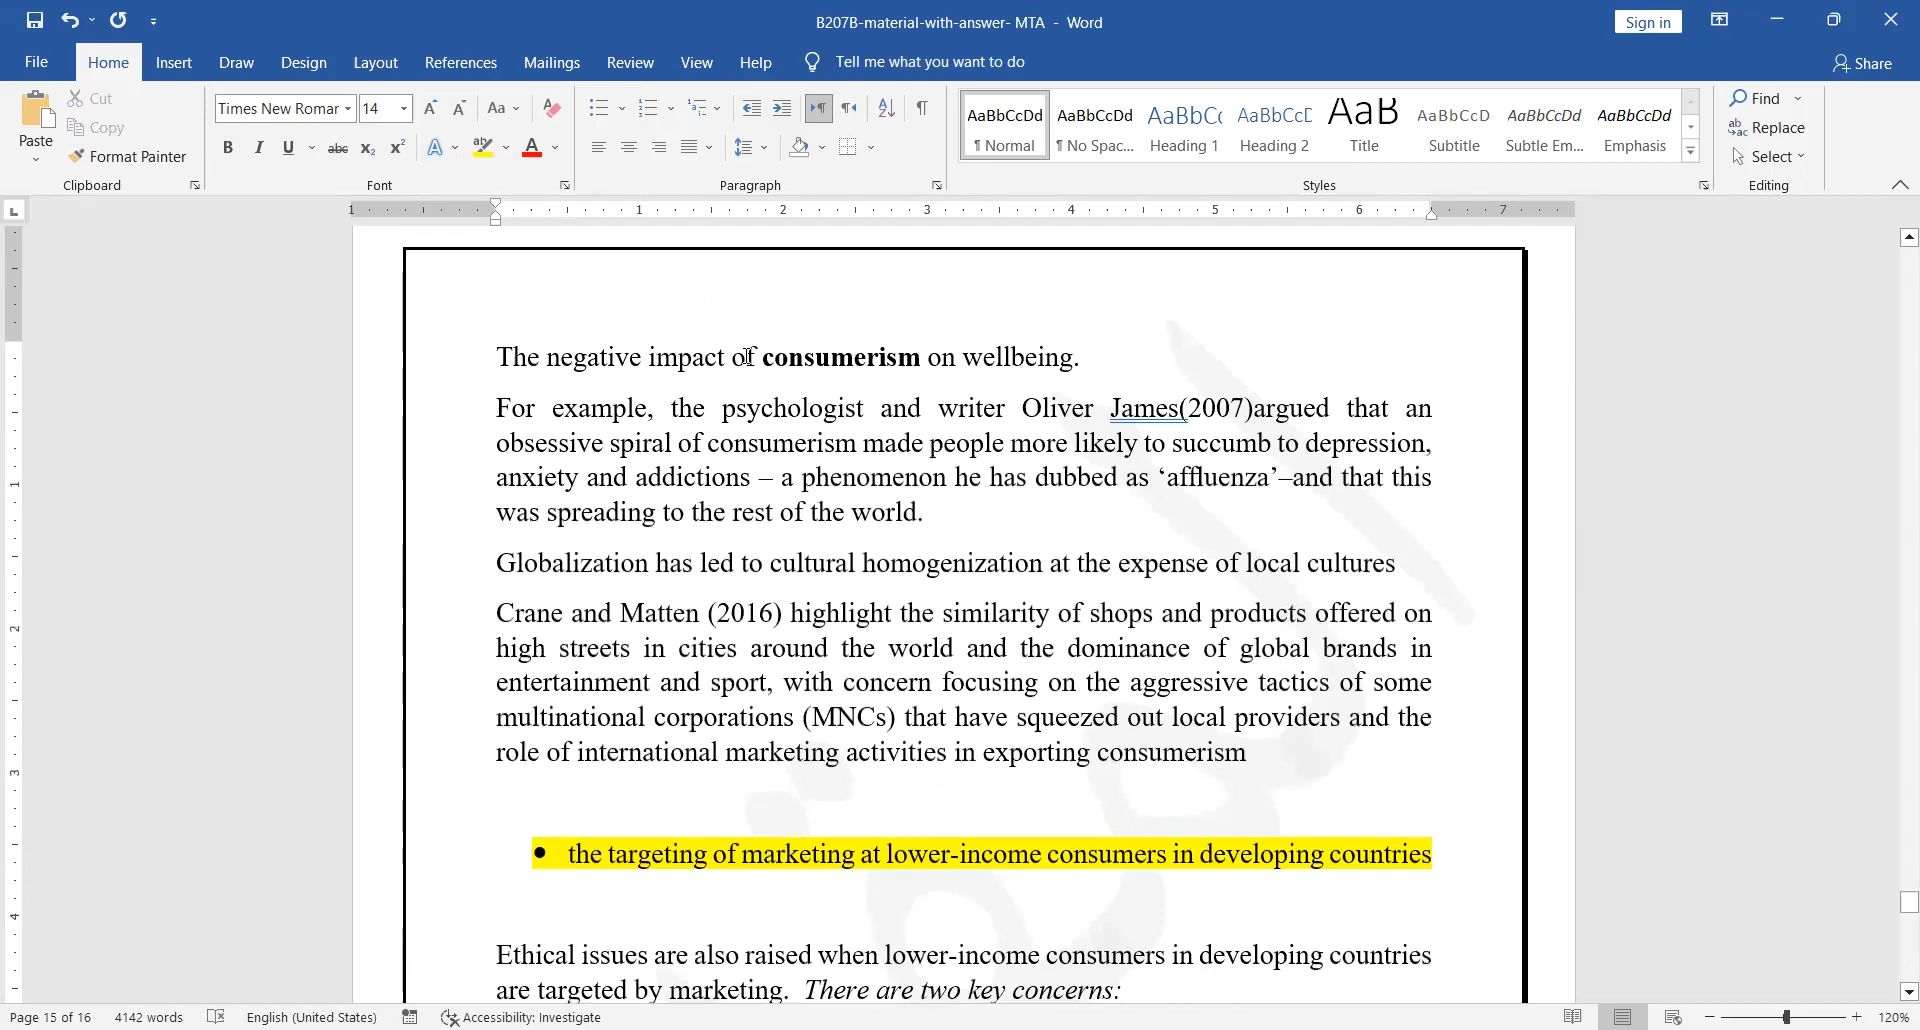 B207B-material-with-answer- MTA - Word
Sign in
File Home Insert Draw Design Layout References Mailings Review View Help Tell me what you want to do Share
Paste
Cut
Copy
Format Painter
Clipboard
Times New Romar 14
Font
Paragraph
AaBbCcDd AaBbCcDd AaBbCc AaBbCcC AaB AaBbCcD AaBbCcDd AaBbCcDd
¶ Normal ¶ No Spac... Heading 1 Heading 2 Title Subtitle Subtle Em... Emphasis
Styles
Find
Replace
Select
Editing
1 1 2 3 4 5 6 7
The negative impact of consumerism on wellbeing.
For example, the psychologist and writer Oliver James(2007)argued that an
obsessive spiral of consumerism made people more likely to succumb to depression,
anxiety and addictions – a phenomenon he has dubbed as ‘affluenza’–and that this
was spreading to the rest of the world.
Globalization has led to cultural homogenization at the expense of local cultures
Crane and Matten (2016) highlight the similarity of shops and products offered on
high streets in cities around the world and the dominance of global brands in
entertainment and sport, with concern focusing on the aggressive tactics of some
multinational corporations (MNCs) that have squeezed out local providers and the
role of international marketing activities in exporting consumerism
• the targeting of marketing at lower-income consumers in developing countries
Ethical issues are also raised when lower-income consumers in developing countries
are targeted by marketing. There are two key concerns:
Page 15 of 16 4142 words English (United States) Accessibility: Investigate 120%